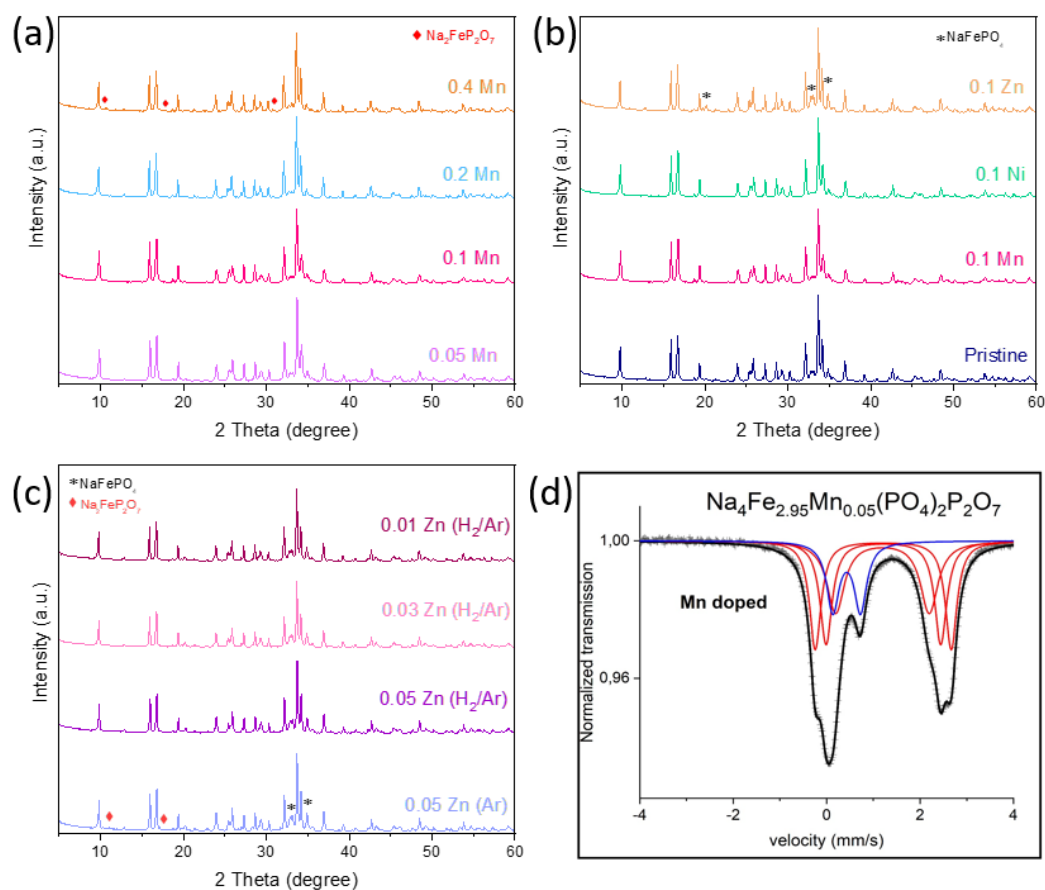 (a)
♦ Na₂FeP₂O₇
0.4 Mn
0.2 Mn
0.1 Mn
0.05 Mn
Intensity (a.u.)
10 20 30 40 50 60
2 Theta (degree)
(b)
*NaFePO₄
0.1 Zn
* * *
0.1 Ni
0.1 Mn
Pristine
Intensity (a.u.)
10 20 30 40 50 60
2 Theta (degree)
(c)
*NaFePO₄
♦ Na₂FeP₂O₇
0.01 Zn (H₂/Ar)
0.03 Zn (H₂/Ar)
0.05 Zn (H₂/Ar)
0.05 Zn (Ar)
* *
Intensity (a.u.)
10 20 30 40 50 60
2 Theta (degree)
(d)
Na₄Fe₂.₉₅Mn₀.₀₅(PO₄)₂P₂O₇
1,00
Mn doped
0,96
Normalized transmission
-4 -2 0 2 4
velocity (mm/s)